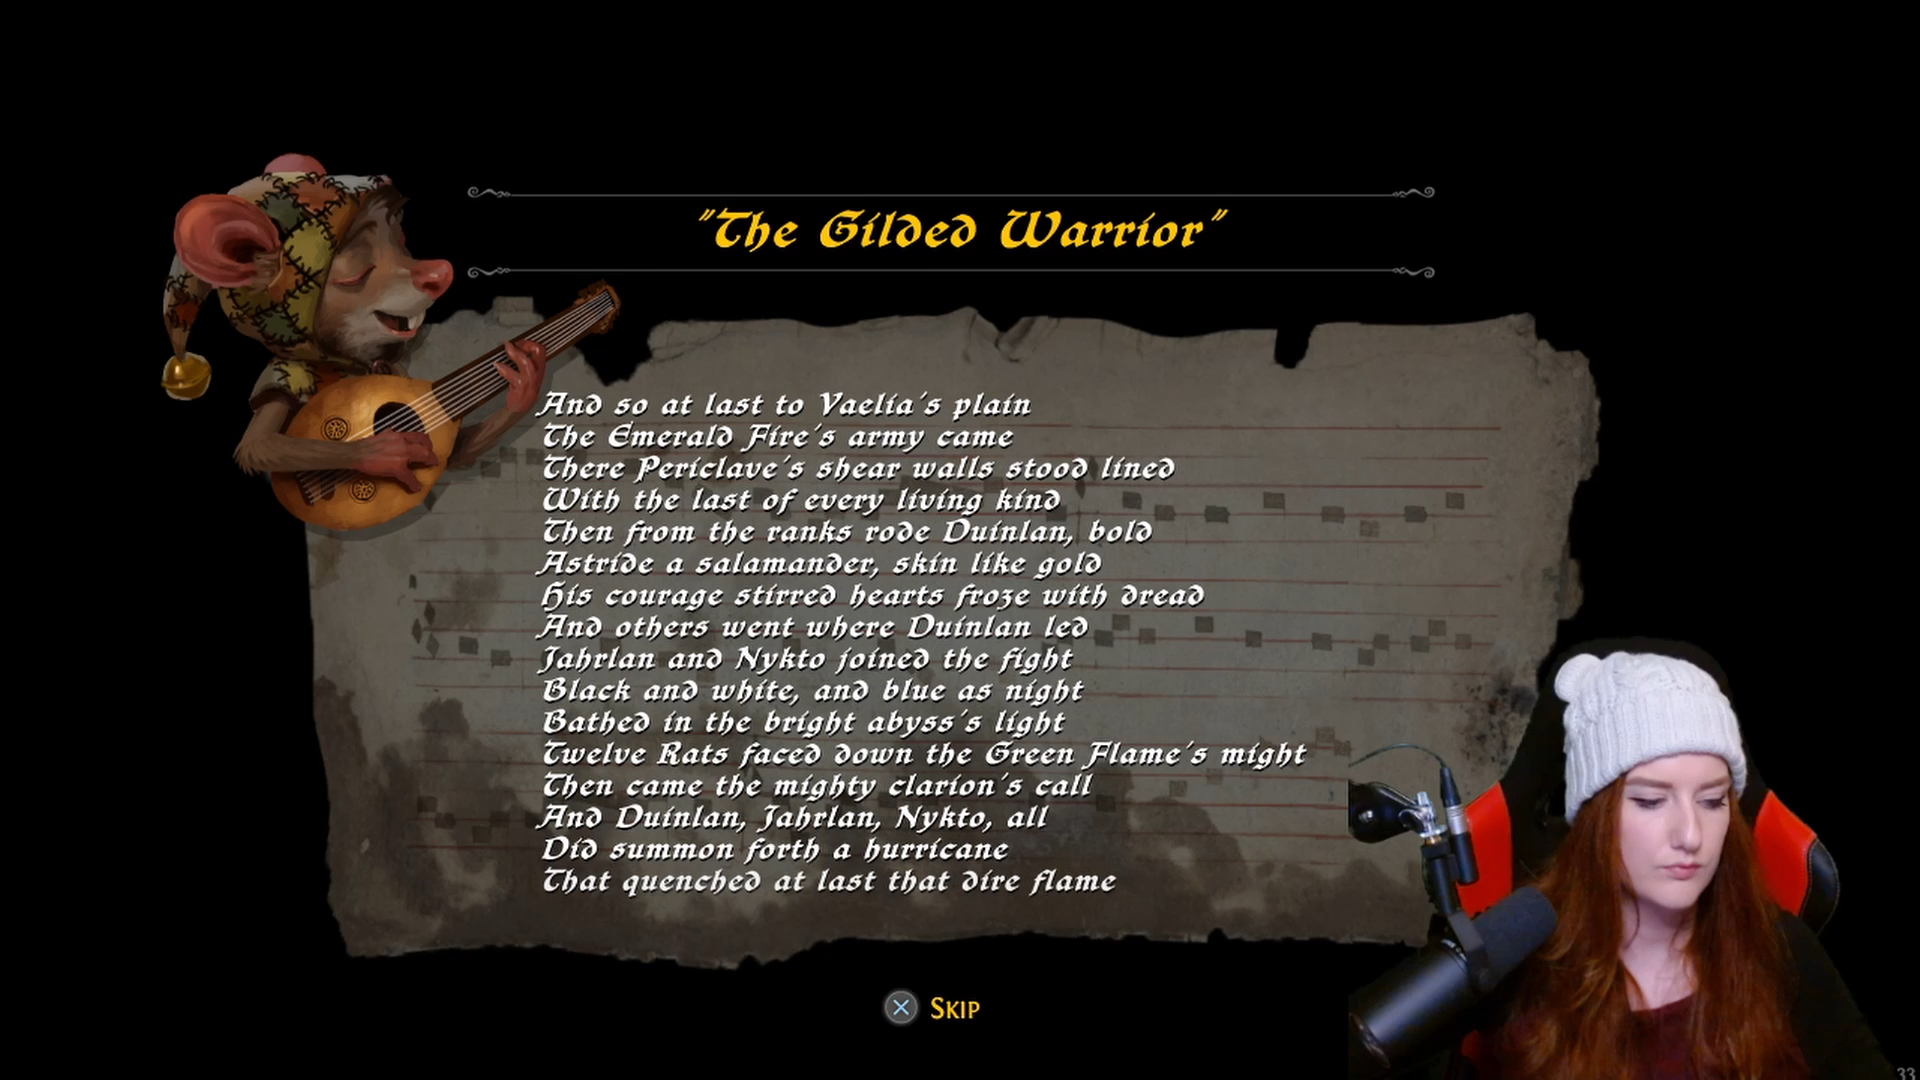 "The Gilded Warrior"
And so at last to Vaelia's plain
The Emerald Fire's army came
There Periclave's shear walls stood lined
With the last of every living kind
Then from the ranks rode Duinlan, bold
Astride a salamander, skin like gold
His courage stirred hearts froze with dread
And others went where Duinlan led
Jahrlan and Nykto joined the fight
Black and white, and blue as night
Bathed in the bright abyss's light
Twelve Rats faced down the Green Flame's might
Then came the mighty clarion's call
And Duinlan, Jahrlan, Nykto, all
Did summon forth a hurricane
That quenched at last that dire flame
Skip
33